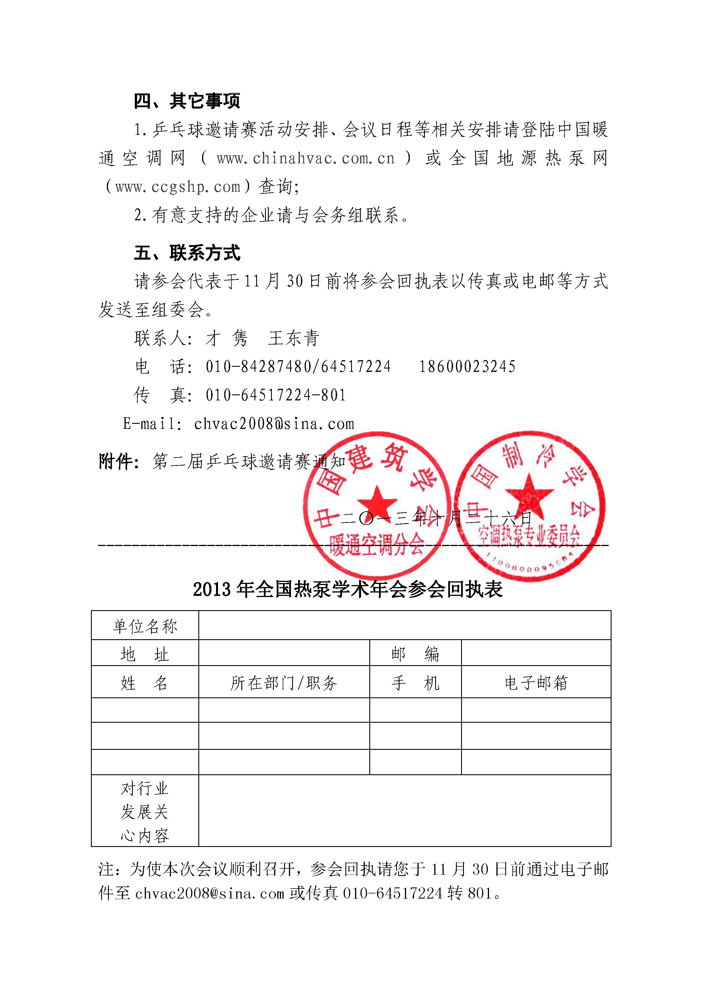 四、其它事项
1.乒乓球邀请赛活动安排、会议日程等相关安排请登陆中国暖
通空调网（www.chinahvac.com.cn）或全国地源热泵网
（www.ccgshp.com）查询;
2.有意支持的企业请与会务组联系。
五、联系方式
请参会代表于11月30日前将参会回执表以传真或电邮等方式
发送至组委会。
联系人: 才 隽 王东青
电 话: 010-84287480/64517224 18600023245
传 真: 010-64517224-801
E-mail: chvac2008@sina.com
附件: 第二届乒乓球邀请赛通知
中国建筑学会
暖通空调分会
中国制冷学会
空调热泵专业委员会
1100000095584
二〇一三年十月二十六日
2013年全国热泵学术年会参会回执表
单位名称
地 址 邮 编
姓 名 所在部门/职务 手 机 电子邮箱
对行业
发展关
心内容
注: 为使本次会议顺利召开, 参会回执请您于11月30日前通过电子邮
件至chvac2008@sina.com或传真010-64517224转801。